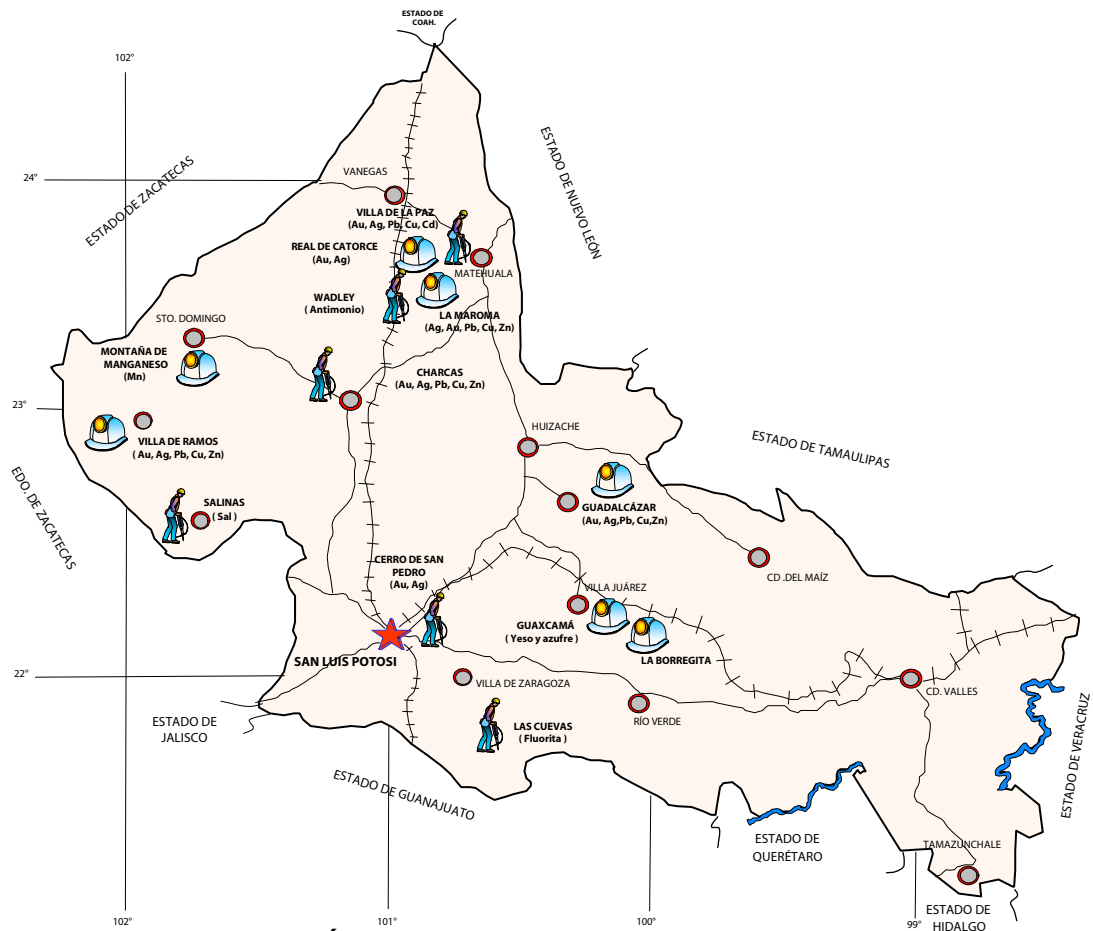 ESTADO DE
COAH.
102°
24°
ESTADO DE ZACATECAS
ESTADO DE NUEVO LEÓN
VANEGAS
VILLA DE LA PAZ
(Au, Ag, Pb, Cu, Cd)
REAL DE CATORCE
(Au, Ag)
MATEHUALA
WADLEY
( Antimonio)
LA MAROMA
(Ag, Au, Pb, Cu, Zn)
STO. DOMINGO
MONTAÑA DE
MANGANESO
(Mn)
CHARCAS
(Au, Ag, Pb, Cu, Zn)
23°
VILLA DE RAMOS
( Au, Ag, Pb, Cu, Zn)
HUIZACHE
ESTADO DE TAMAULIPAS
EDO. DE ZACATECAS
SALINAS
( Sal )
GUADALCÁZAR
(Au, Ag,Pb, Cu,Zn)
CERRO DE SAN
PEDRO
(Au, Ag)
CD .DEL MAÍZ
VILLA JUÁREZ
GUAXCAMÁ
( Yeso y azufre )
LA BORREGITA
SAN LUIS POTOSI
22°
VILLA DE ZARAGOZA
RÍO VERDE
CD. VALLES
LAS CUEVAS
( Fluorita )
ESTADO DE
JALISCO
ESTADO DE GUANAJUATO
ESTADO DE VERACRUZ
ESTADO DE
QUERÉTARO
TAMAZUNCHALE
ESTADO DE
HIDALGO
102°
101°
100°
99°